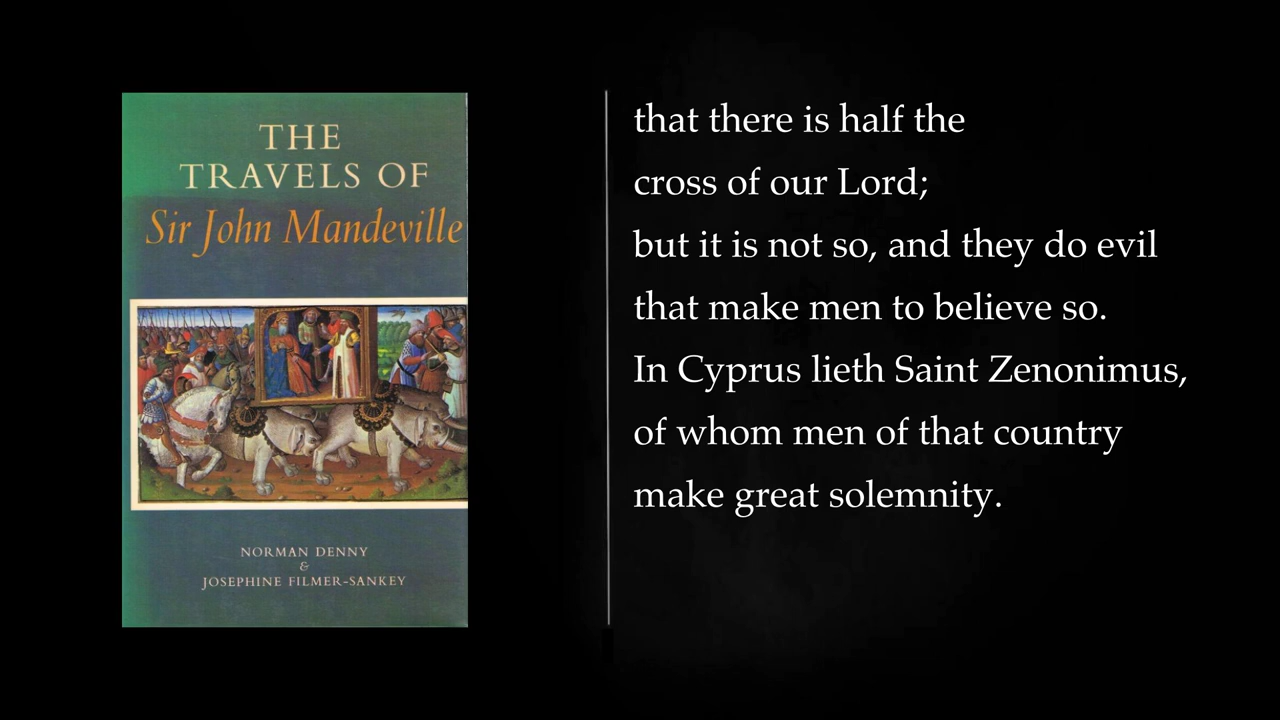 THE
TRAVELS OF
Sir John Mandeville
NORMAN DENNY
&
JOSEPHINE FILMER-SANKEY
that there is half the
cross of our Lord;
but it is not so, and they do evil
that make men to believe so.
In Cyprus lieth Saint Zenonimus,
of whom men of that country
make great solemnity.